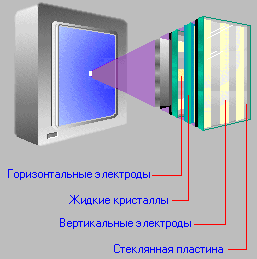 Горизонтальные электроды
Жидкие кристаллы
Вертикальные электроды
Стеклянная пластина